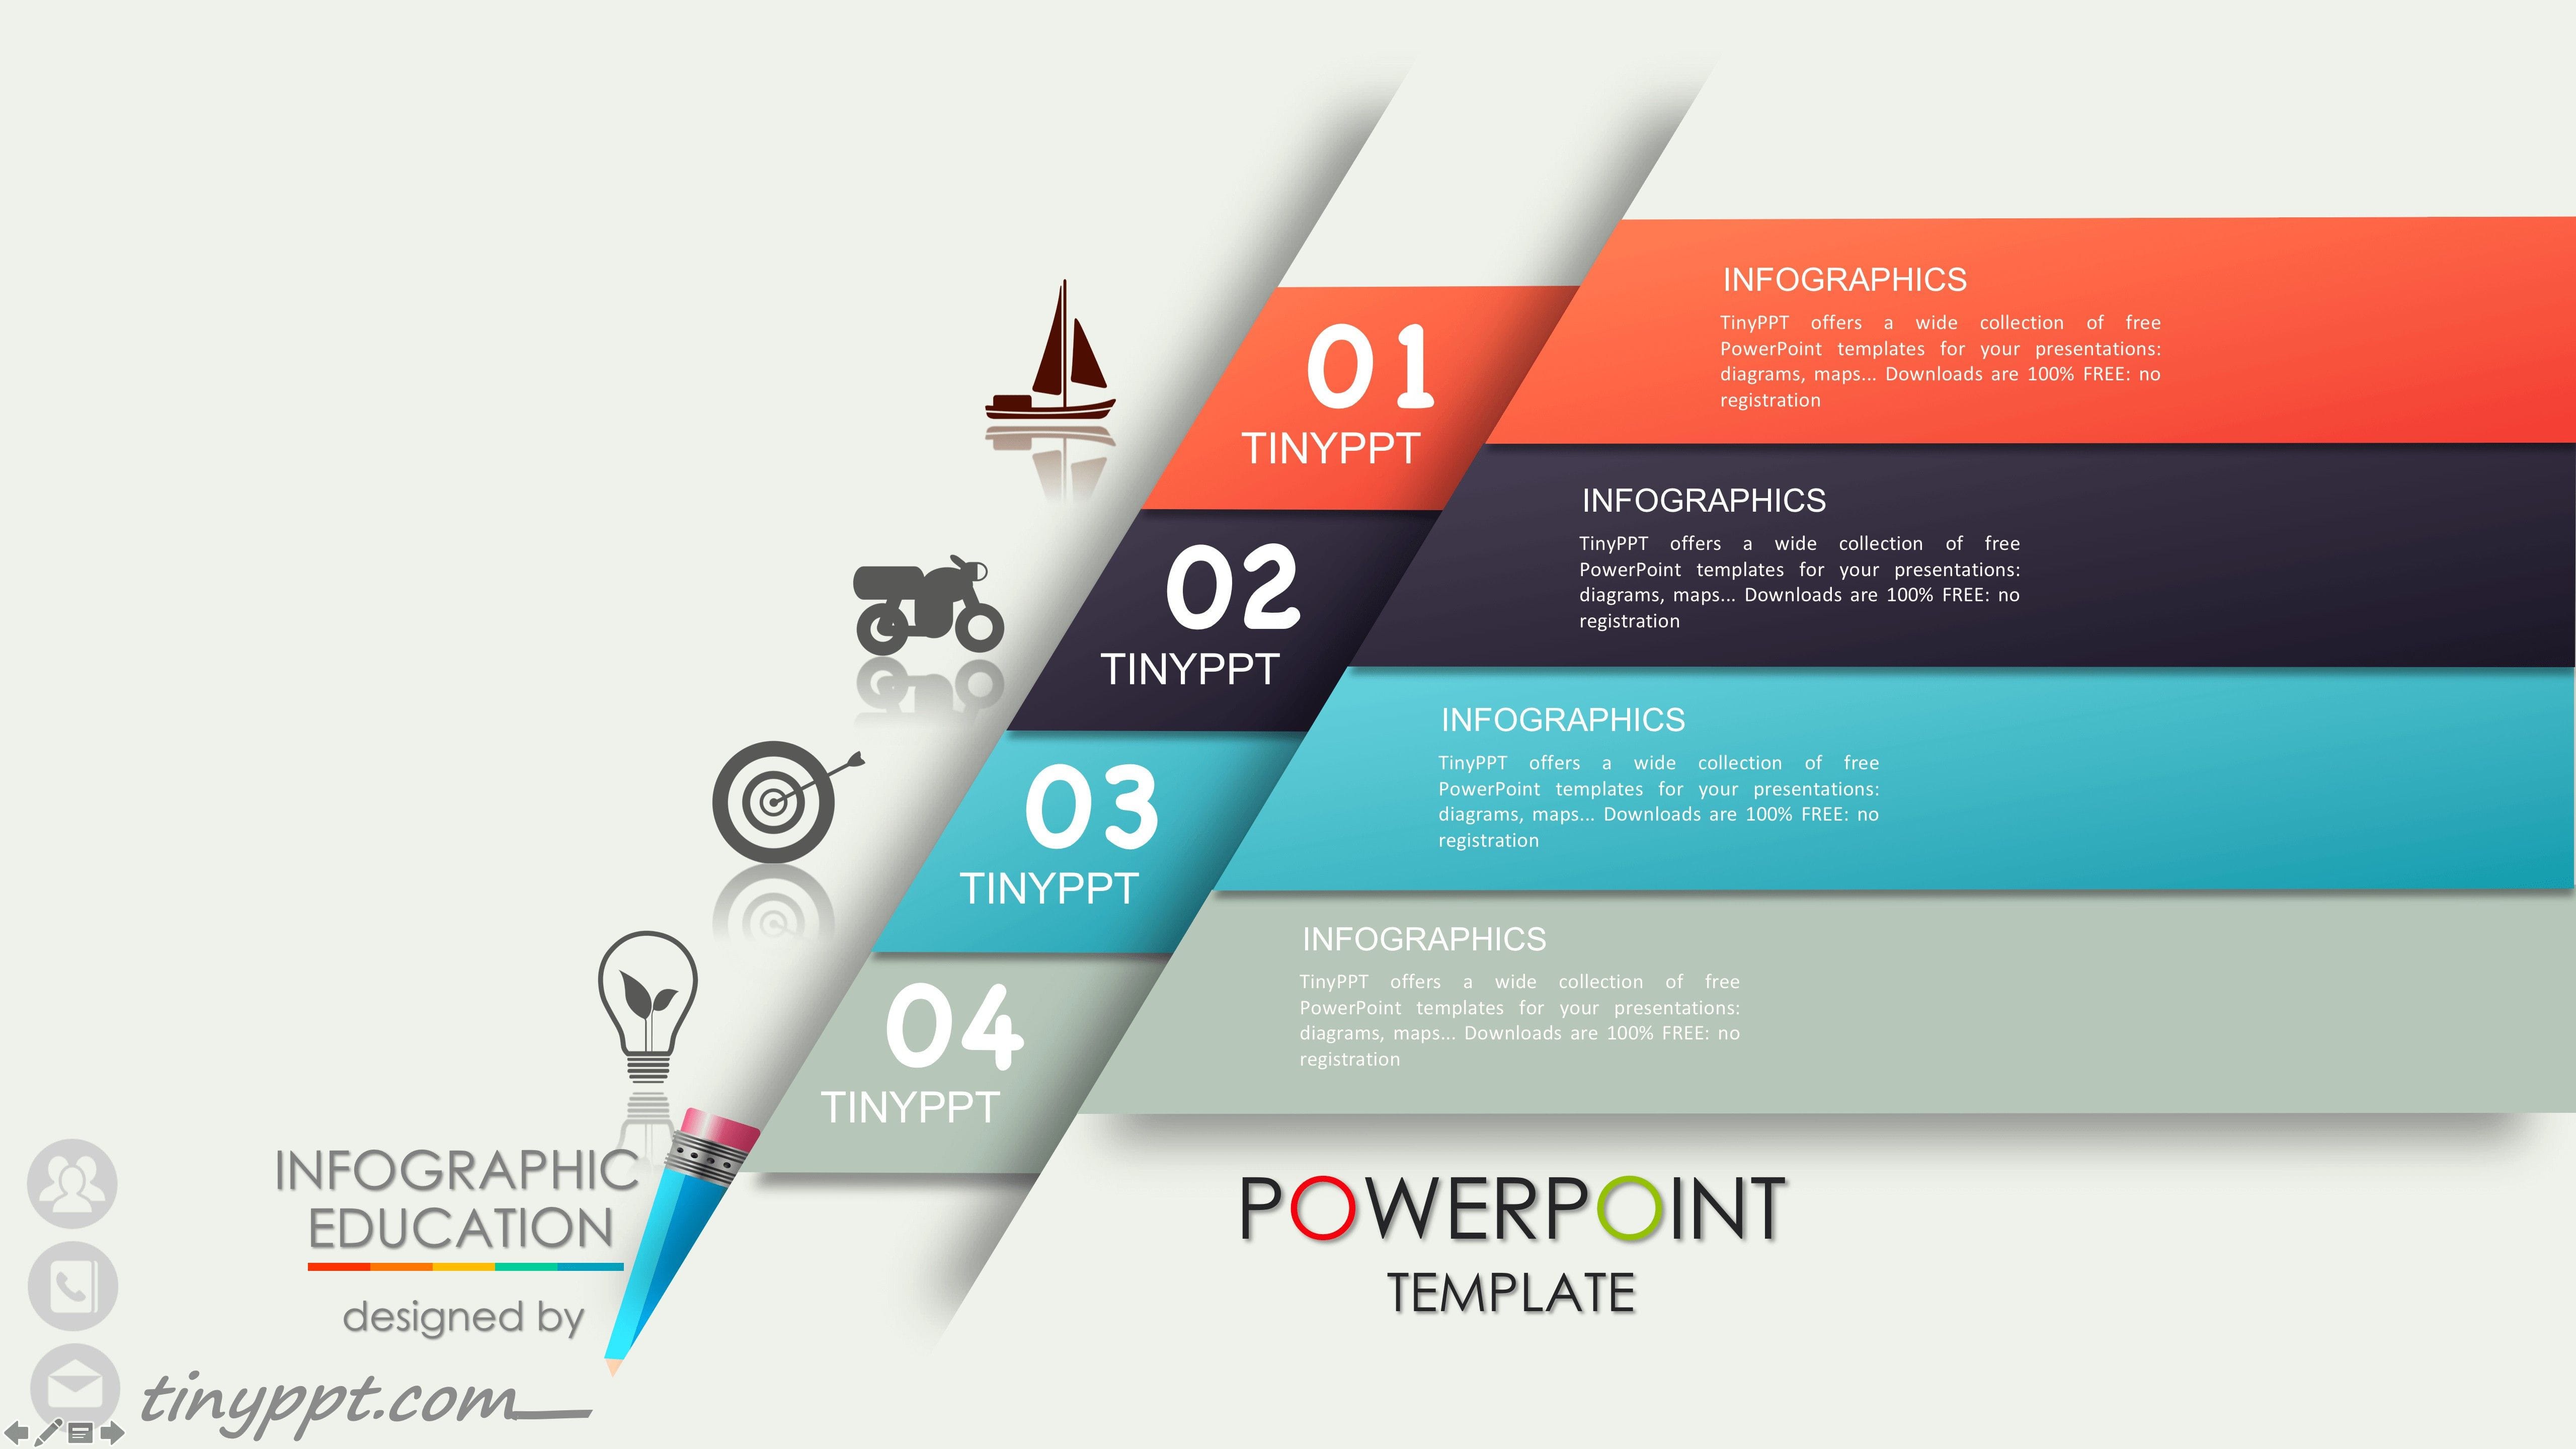 01
TINYPPT
INFOGRAPHICS
TinyPPT offers a wide collection of free
PowerPoint templates for your presentations:
diagrams, maps... Downloads are 100% FREE: no
registration
02
TINYPPT
INFOGRAPHICS
TinyPPT offers a wide collection of free
PowerPoint templates for your presentations:
diagrams, maps... Downloads are 100% FREE: no
registration
03
TINYPPT
INFOGRAPHICS
TinyPPT offers a wide collection of free
PowerPoint templates for your presentations:
diagrams, maps... Downloads are 100% FREE: no
registration
04
TINYPPT
INFOGRAPHICS
TinyPPT offers a wide collection of free
PowerPoint templates for your presentations:
diagrams, maps... Downloads are 100% FREE: no
registration
INFOGRAPHIC
EDUCATION
designed by
tinyppt.com
POWERPOINT
TEMPLATE